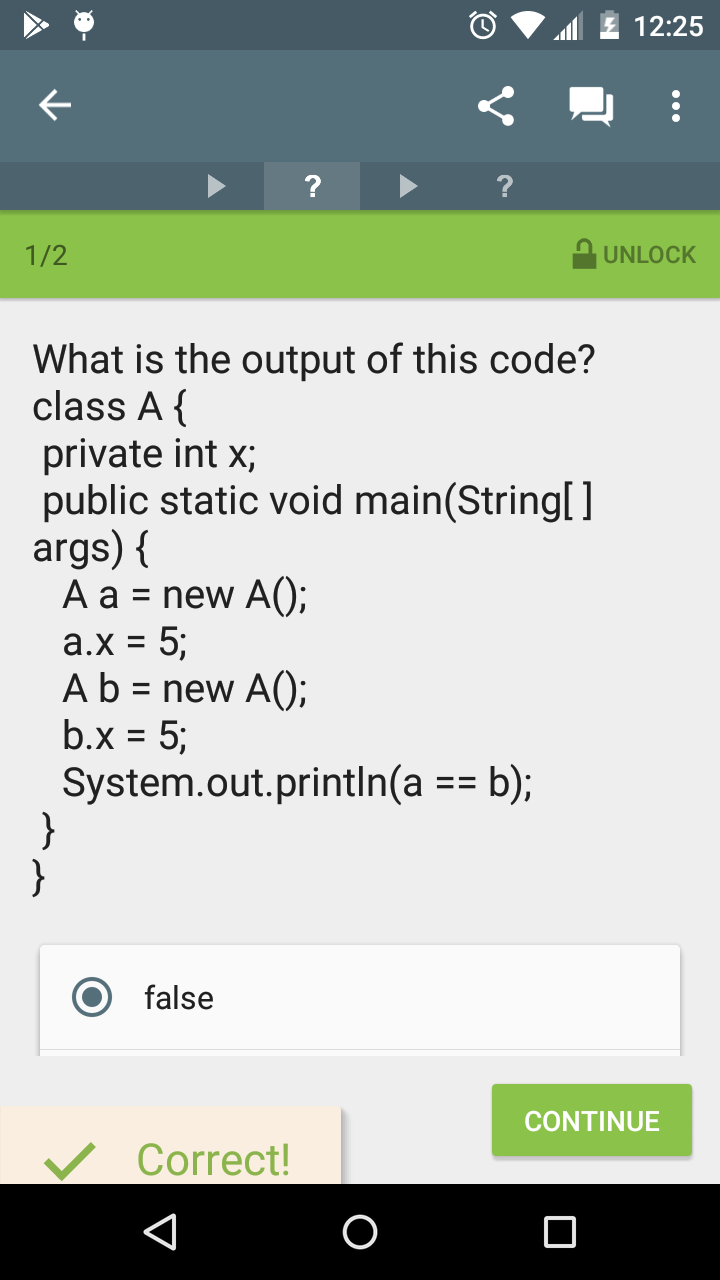 12:25
?
?
1/2
UNLOCK
What is the output of this code?
class A {
private int x;
public static void main(String[ ]
args) {
A a = new A();
a.x = 5;
A b = new A();
b.x = 5;
System.out.println(a == b);
}
}
false
CONTINUE
Correct!